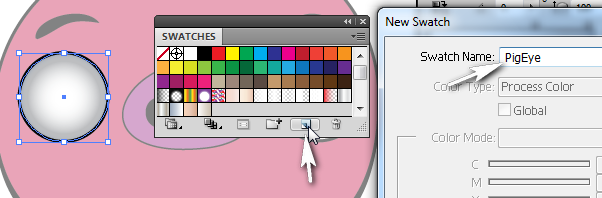 SWATCHES
New Swatch
Swatch Name: PigEye
Color Type: Process Color
Global
Color Mode:
C
M
Y